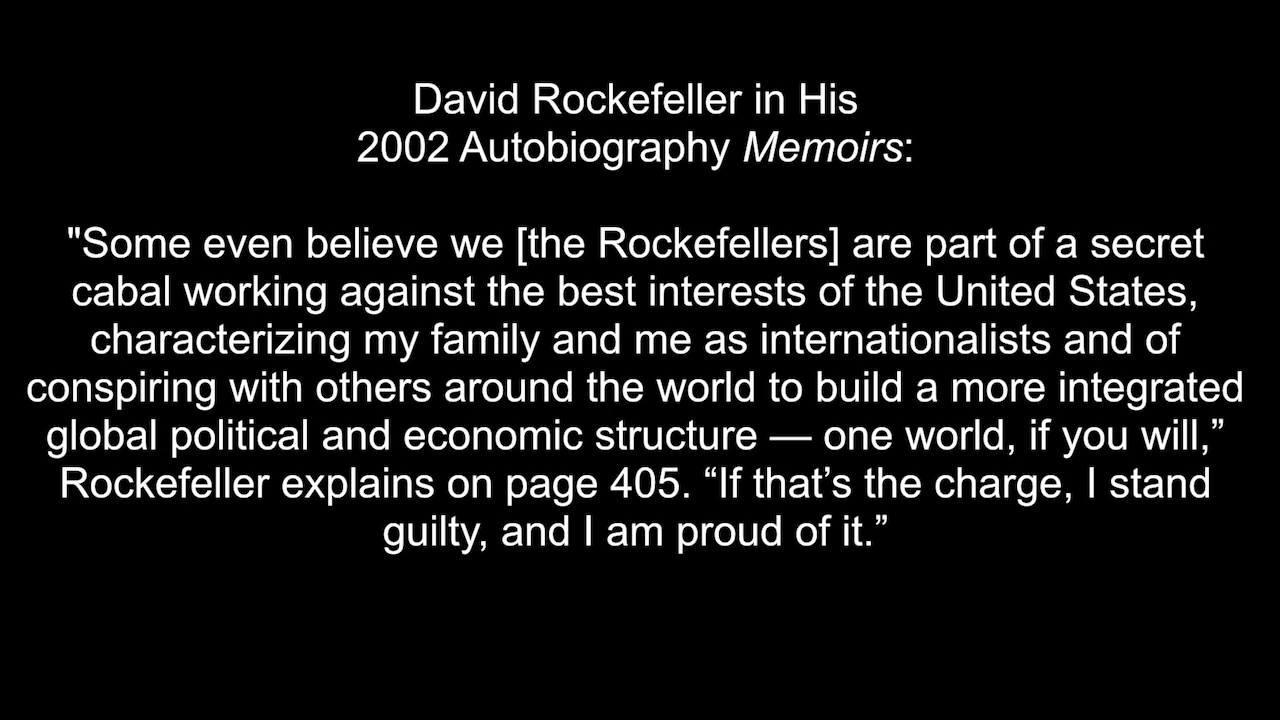 David Rockefeller in His
2002 Autobiography Memoirs:
"Some even believe we [the Rockefellers] are part of a secret
cabal working against the best interests of the United States,
characterizing my family and me as internationalists and of
conspiring with others around the world to build a more integrated
global political and economic structure — one world, if you will,”
Rockefeller explains on page 405. “If that’s the charge, I stand
guilty, and I am proud of it.”